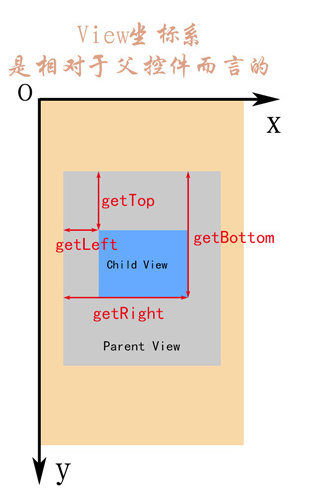 View坐标系
是相对于父控件而言的
O
X
getTop
getBottom
getLeft
Child View
getRight
Parent View
y